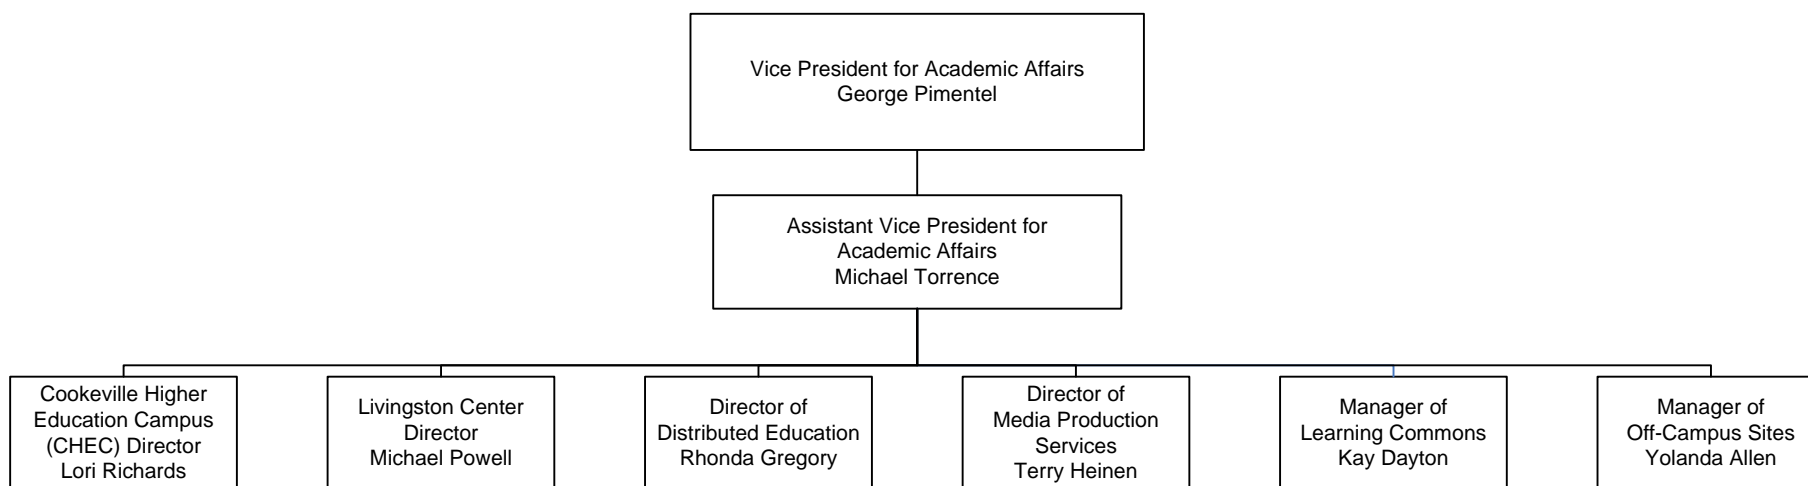 Vice President for Academic Affairs
George Pimentel
Assistant Vice President for
Academic Affairs
Michael Torrence
Cookeville Higher
Education Campus
(CHEC) Director
Lori Richards
Livingston Center
Director
Michael Powell
Director of
Distributed Education
Rhonda Gregory
Director of
Media Production
Services
Terry Heinen
Manager of
Learning Commons
Kay Dayton
Manager of
Off-Campus Sites
Yolanda Allen